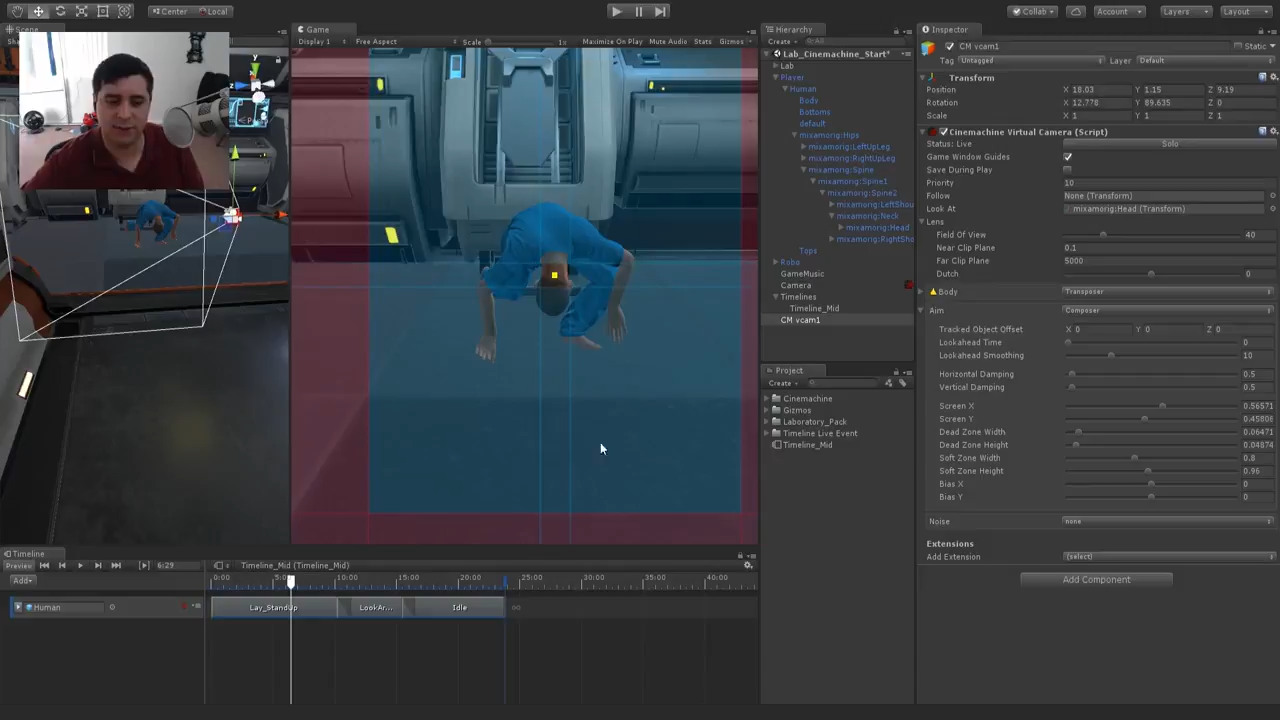 Center
Local
Collab
Account
Layers
Layout
Scene
Game
Display 1
Free Aspect
Scale
1x
Maximize On Play
Mute Audio
Stats
Gizmos
Hierarchy
Create
All
Lab_Cinemachine_Start*
Lab
Player
Human
Body
Bottoms
default
mixamorig:Hips
mixamorig:LeftUpLeg
mixamorig:RightUpLeg
mixamorig:Spine
mixamorig:Spine1
mixamorig:Spine2
mixamorig:LeftShou
mixamorig:Neck
mixamorig:Head
mixamorig:RightSho
Tops
Robo
GameMusic
Camera
Timelines
Timeline_Mid
CM vcam1
Project
Create
Cinemachine
Gizmos
Laboratory_Pack
Timeline Live Event
Timeline_Mid
Inspector
CM vcam1
Static
Tag Untagged
Layer Default
Transform
Position X 18.03 Y 1.15 Z 9.19
Rotation X 12.778 Y 89.635 Z 0
Scale X 1 Y 1 Z 1
Cinemachine Virtual Camera (Script)
Status: Live Solo
Game Window Guides
Save During Play
Priority 10
Follow None (Transform)
Look At mixamorig:Head (Transform)
Lens
Field Of View 40
Near Clip Plane 0.1
Far Clip Plane 5000
Dutch 0
Body Transposer
Aim Composer
Tracked Object Offset X 0 Y 0 Z 0
Lookahead Time 0
Lookahead Smoothing 10
Horizontal Damping 0.5
Vertical Damping 0.5
Screen X 0.56571
Screen Y 0.45808
Dead Zone Width 0.06471
Dead Zone Height 0.04874
Soft Zone Width 0.8
Soft Zone Height 0.96
Bias X 0
Bias Y 0
Noise none
Extensions
Add Extension (select)
Add Component
Timeline
Preview 6:29 Timeline_Mid (Timeline_Mid)
Add
0:00 5:0 10:00 15:00 20:00 25:00 30:00 35:00 40:00
Human Lay_StandUp LookAr... Idle